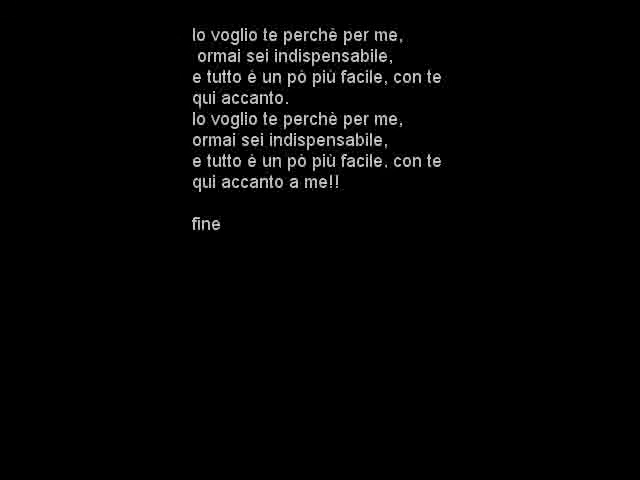 Io voglio te perchè per me,
ormai sei indispensabile,
e tutto è un pò più facile, con te
qui accanto.
Io voglio te perchè per me,
ormai sei indispensabile,
e tutto è un pò più facile, con te
qui accanto a me!!
fine